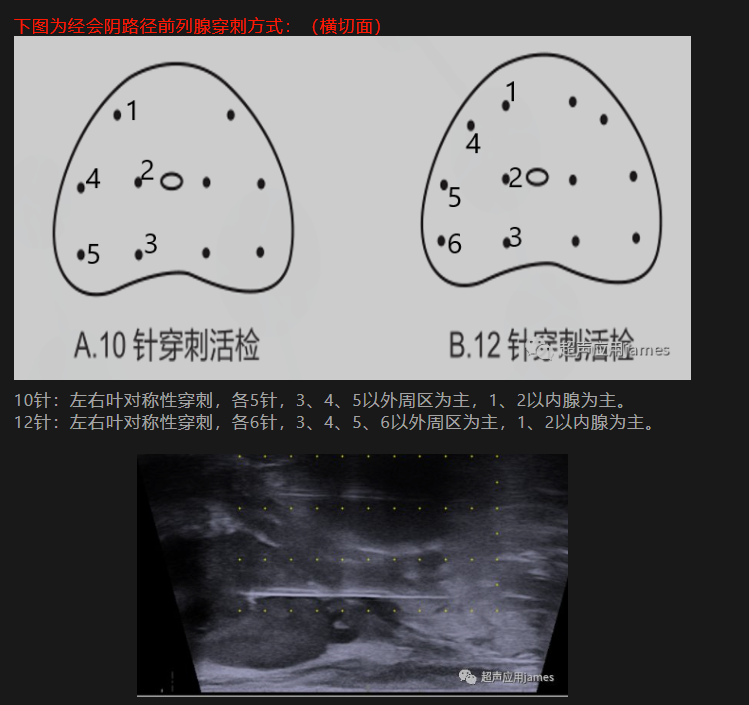 下图为经会阴路径前列腺穿刺方式：（横切面）
1
1
4
4 2
2
5
5 3
6 3
A.10 针穿刺活检
B.12 针穿刺活检
超声应用james
10针：左右叶对称性穿刺，各5针，3、4、5以外周区为主，1、2以内腺为主。
12针：左右叶对称性穿刺，各6针，3、4、5、6以外周区为主，1、2以内腺为主。
超声应用james